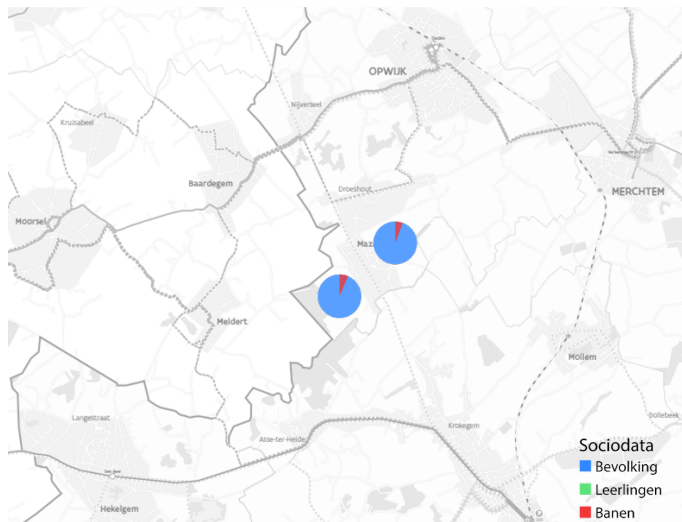 OPWIJK
Nijverseel
Kruisabeel
Baardegem
Droeshout
MERCHTEM
Moorsel
Maz
Meldert
Mollem
Langestraat
Dollebeek
Krokegem
Asse-ter-Heide
Hekelgem
Sociodata
Bevolking
Leerlingen
Banen